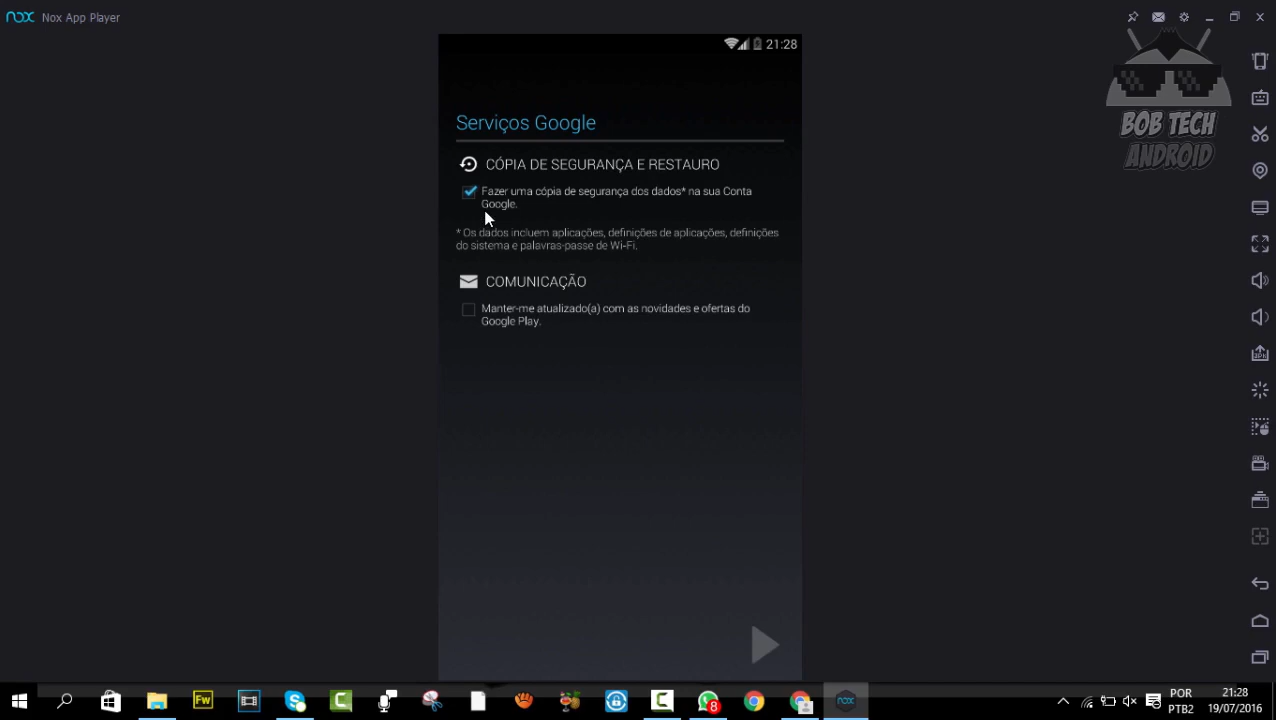 nox Nox App Player
21:28
BOB TECH
ANDROID
Serviços Google
CÓPIA DE SEGURANÇA E RESTAURO
Fazer uma cópia de segurança dos dados* na sua Conta
Google.
* Os dados incluem aplicações, definições de aplicações, definições
do sistema e palavras-passe de Wi-Fi.
COMUNICAÇÃO
Manter-me atualizado(a) com as novidades e ofertas do
Google Play.
Fw
8
nox
POR
PTB2
21:28
19/07/2016